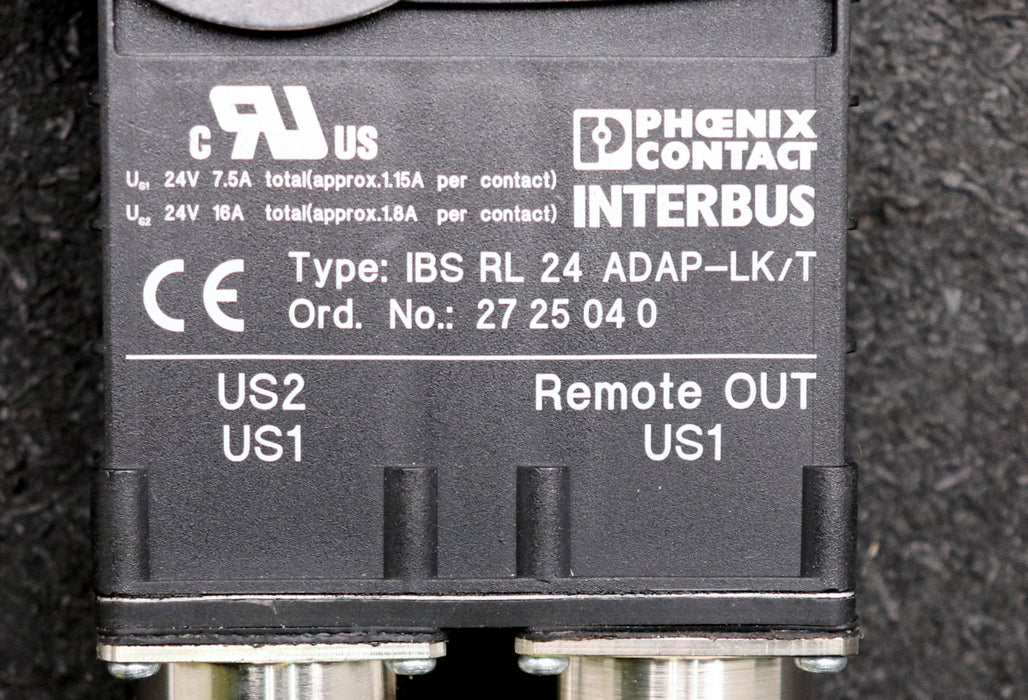 C RU US
PHŒNIX
CONTACT
INTERBUS
US1 24V 7.5A total(approx.1.15A per contact)
US2 24V 16A total(approx.1.8A per contact)
CE
Type: IBS RL 24 ADAP-LK/T
Ord. No.: 27 25 04 0
US2
US1
Remote OUT
US1